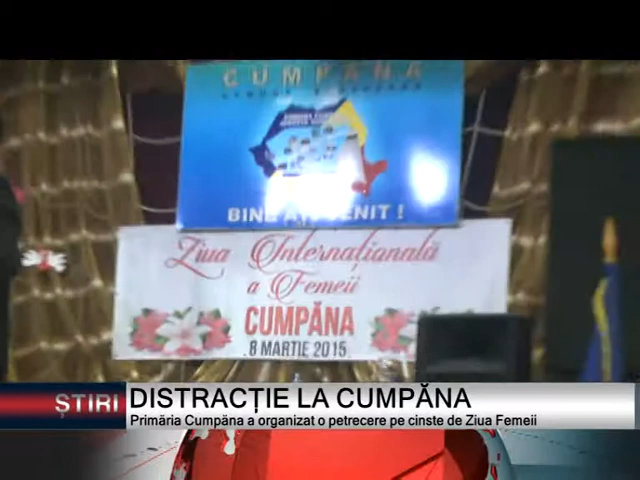 CUMPĂNA
BINE AȚI VENIT !
Ziua Internațională
a Femeii
CUMPĂNA
8 MARTIE 2015
ȘTIRI
DISTRACȚIE LA CUMPĂNA
Primăria Cumpăna a organizat o petrecere pe cinste de Ziua Femeii